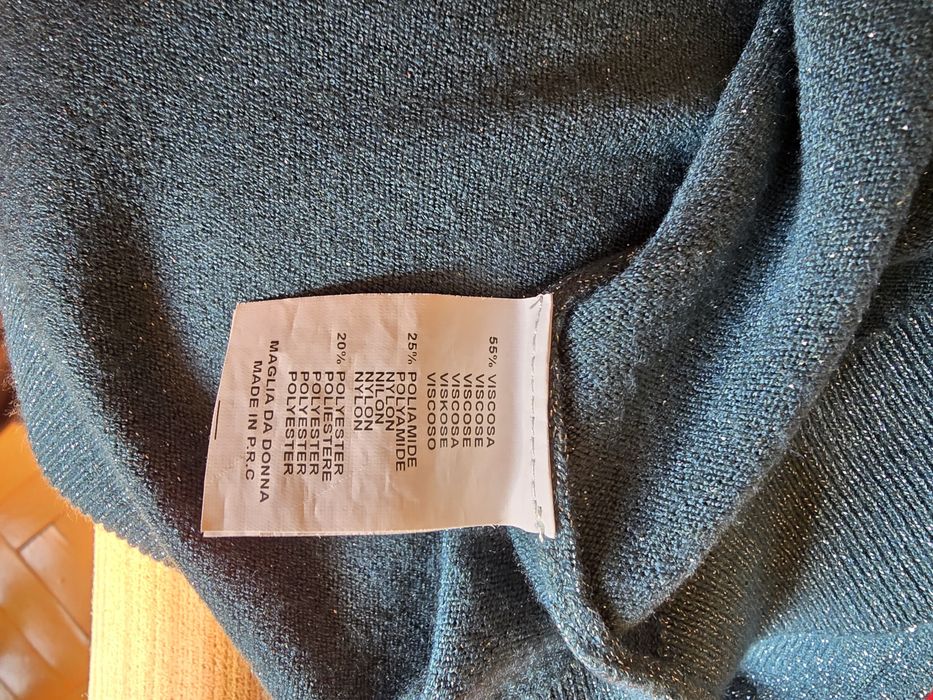 55% VISCOSA
VISCOSE
VISCOSE
VISCOSA
VISKOSE
VISCOSO
25% POLIAMIDE
POLYAMIDE
NYLON
NILON
NYLON
NYLON
20% POLYESTER
POLIESTERE
POLYESTER
POLYESTER
POLYESTER
MAGLIA DA DONNA
MADE IN P.R.C